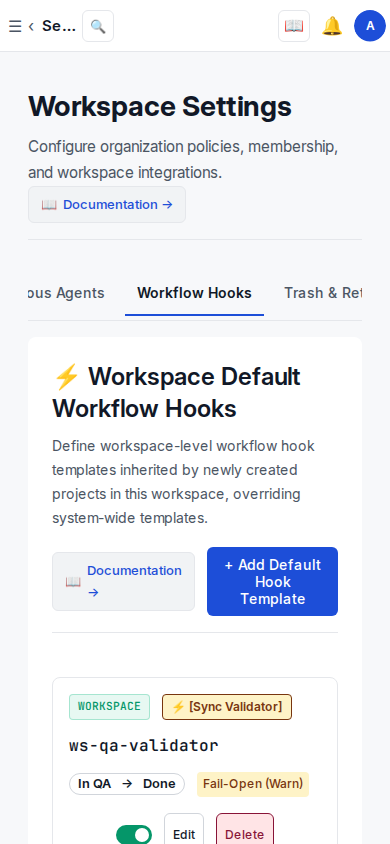 ☰ ‹ Se... 🔍 📖 🔔 A
Workspace Settings
Configure organization policies, membership,
and workspace integrations.
📖 Documentation →
ous Agents Workflow Hooks Trash & Ret
⚡ Workspace Default
Workflow Hooks
Define workspace-level workflow hook
templates inherited by newly created
projects in this workspace, overriding
system-wide templates.
📖 Documentation
→
+ Add Default
Hook
Template
WORKSPACE ⚡ [Sync Validator]
ws-qa-validator
In QA → Done Fail-Open (Warn)
Edit Delete